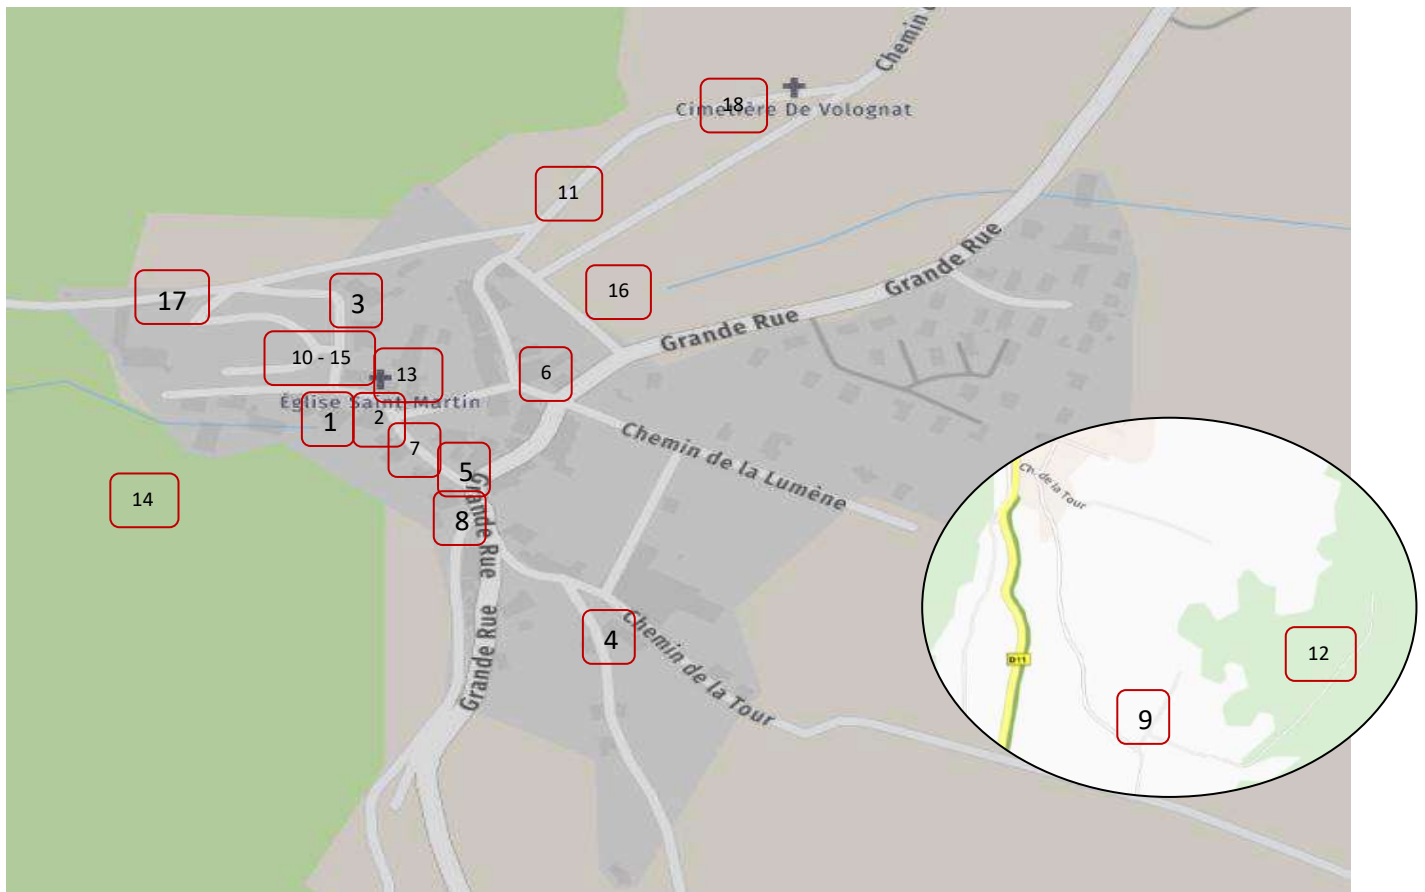 Chemin
18
Cimetière De Volognat
11
Grande Rue
17
3
16
Grande Rue
10 - 15
13
6
Église Saint-Martin
1
2
7
5
Chemin de la Lumène
14
8
Grande Rue
Grande Rue
4
Chemin de la Tour
Ch. de la Tour
D11
12
9